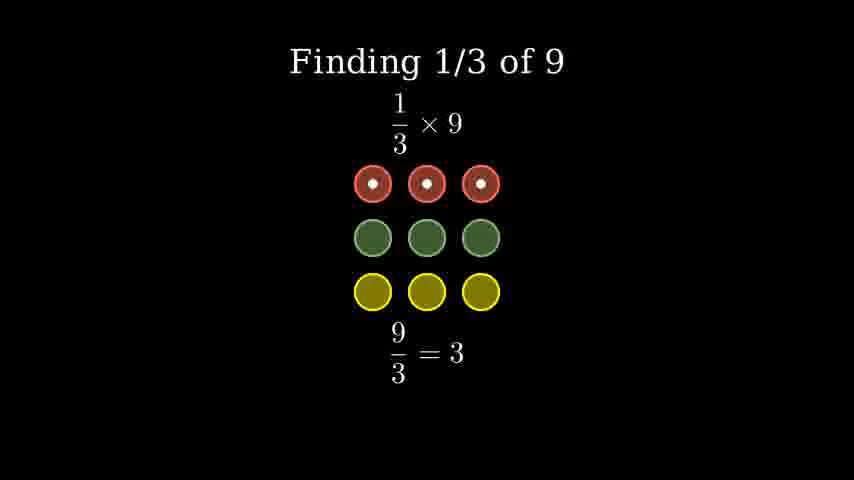 Finding 1/3 of 9
1/3 × 9
9/3 = 3